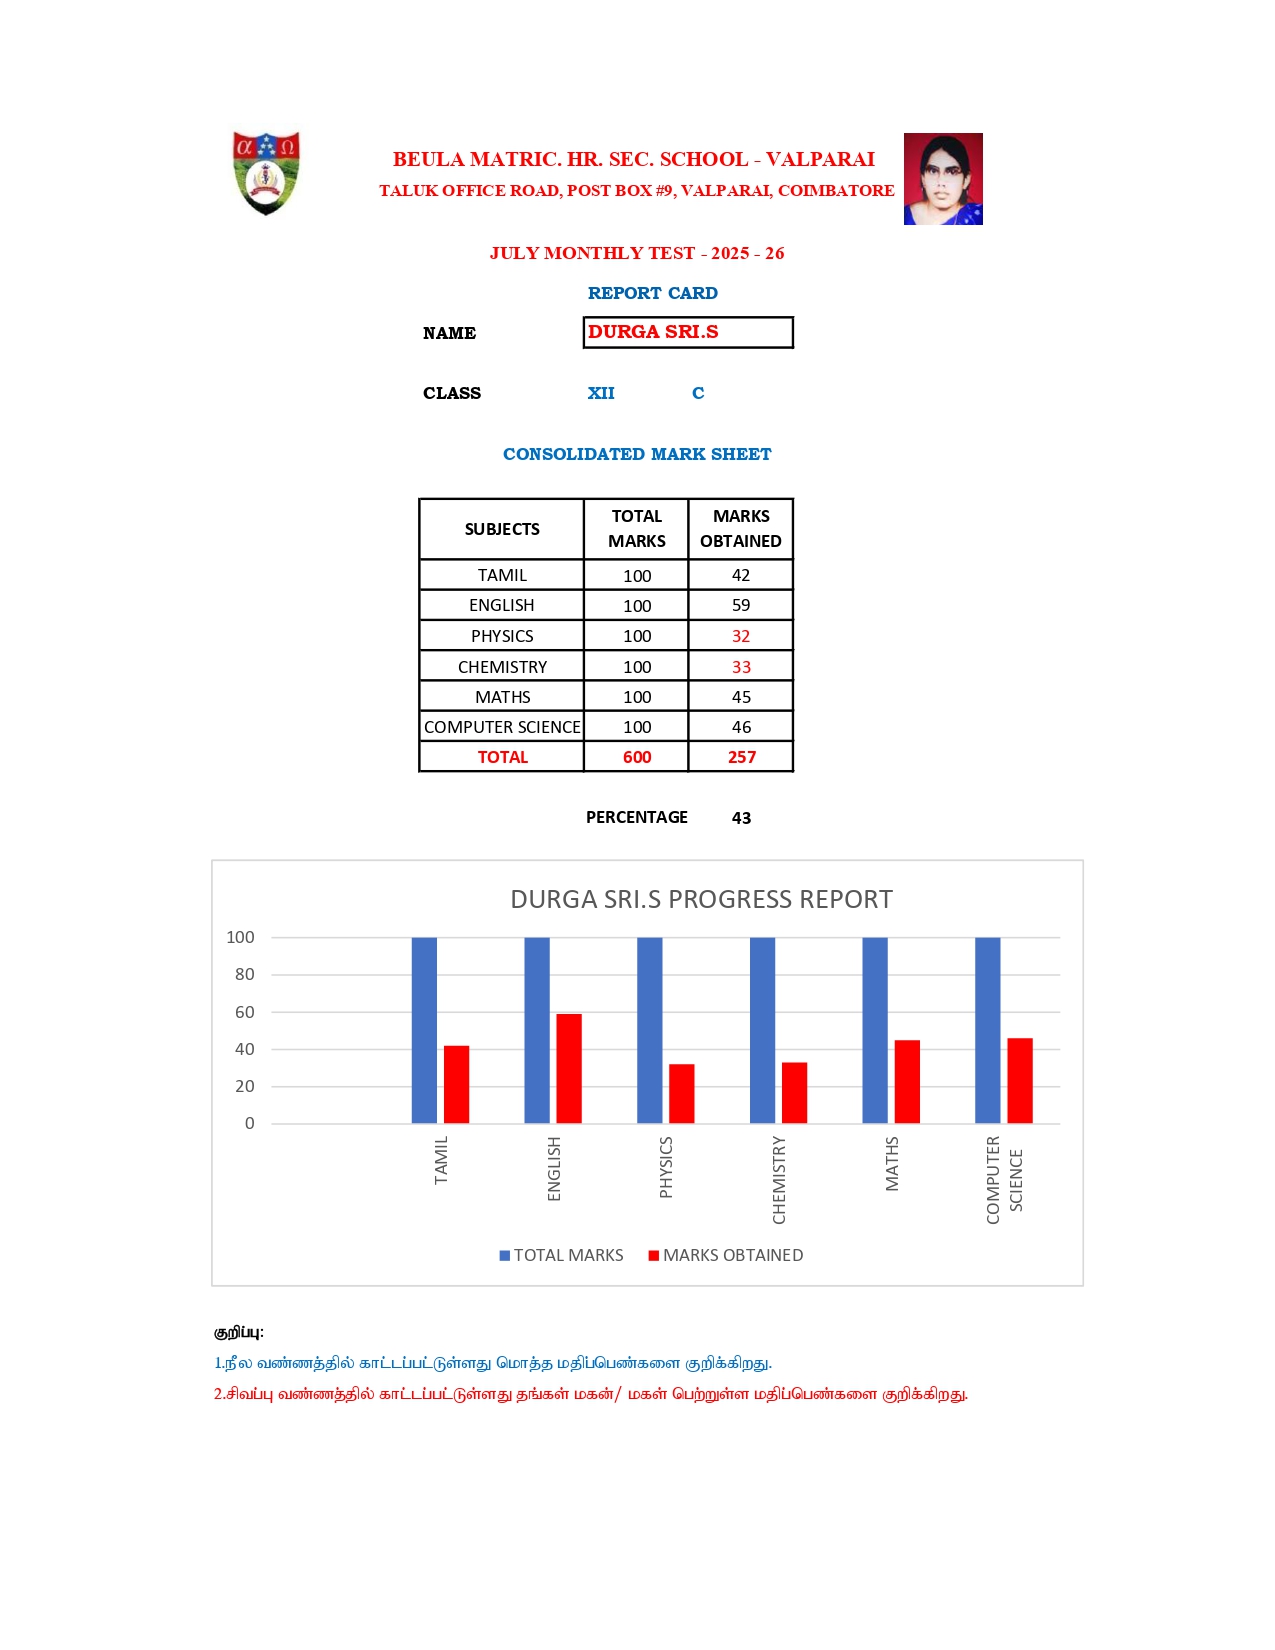 α Ω
BEULA MATRIC. HR. SEC. SCHOOL - VALPARAI
TALUK OFFICE ROAD, POST BOX #9, VALPARAI, COIMBATORE
JULY MONTHLY TEST - 2025 - 26
REPORT CARD
NAME DURGA SRI.S
CLASS XII C
CONSOLIDATED MARK SHEET
SUBJECTS TOTAL MARKS MARKS OBTAINED
TAMIL 100 42
ENGLISH 100 59
PHYSICS 100 32
CHEMISTRY 100 33
MATHS 100 45
COMPUTER SCIENCE 100 46
TOTAL 600 257
PERCENTAGE 43
DURGA SRI.S PROGRESS REPORT
100
80
60
40
20
0
TAMIL ENGLISH PHYSICS CHEMISTRY MATHS COMPUTER SCIENCE
TOTAL MARKS MARKS OBTAINED
குறிப்பு:
1.நீல வண்ணத்தில் காட்டப்பட்டுள்ளது மொத்த மதிப்பெண்களை குறிக்கிறது.
2.சிவப்பு வண்ணத்தில் காட்டப்பட்டுள்ளது தங்கள் மகன்/ மகள் பெற்றுள்ள மதிப்பெண்களை குறிக்கிறது.